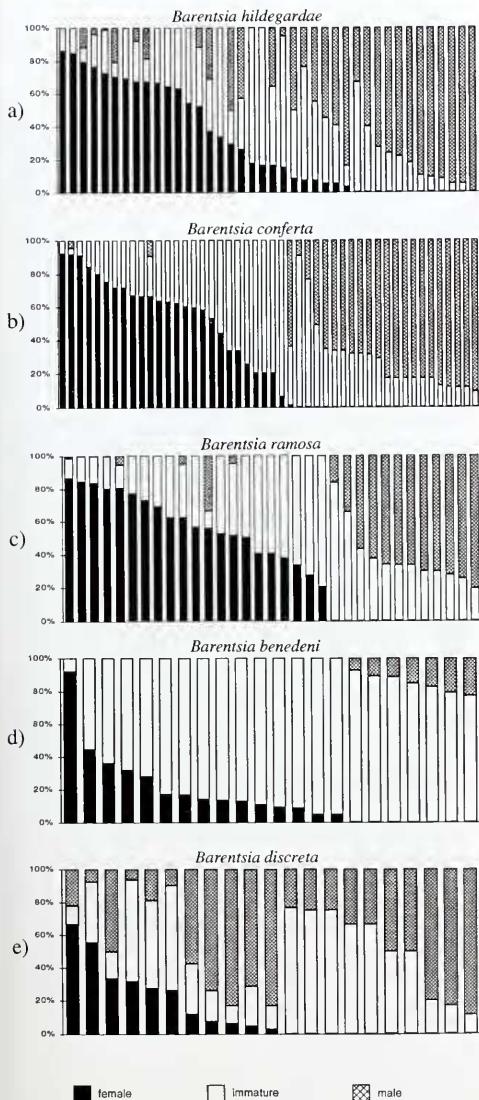 Barentsia hildegardae
100%
80%
60%
a)
40%
20%
0%
Barentsia conferta
100%
80%
60%
b)
40%
20%
0%
Barentsia ramosa
100%
80%
60%
c)
40%
20%
0%
Barentsia benedeni
100%
80%
60%
d)
40%
20%
0%
Barentsia discreta
100%
80%
60%
e)
40%
20%
0%
female immature male